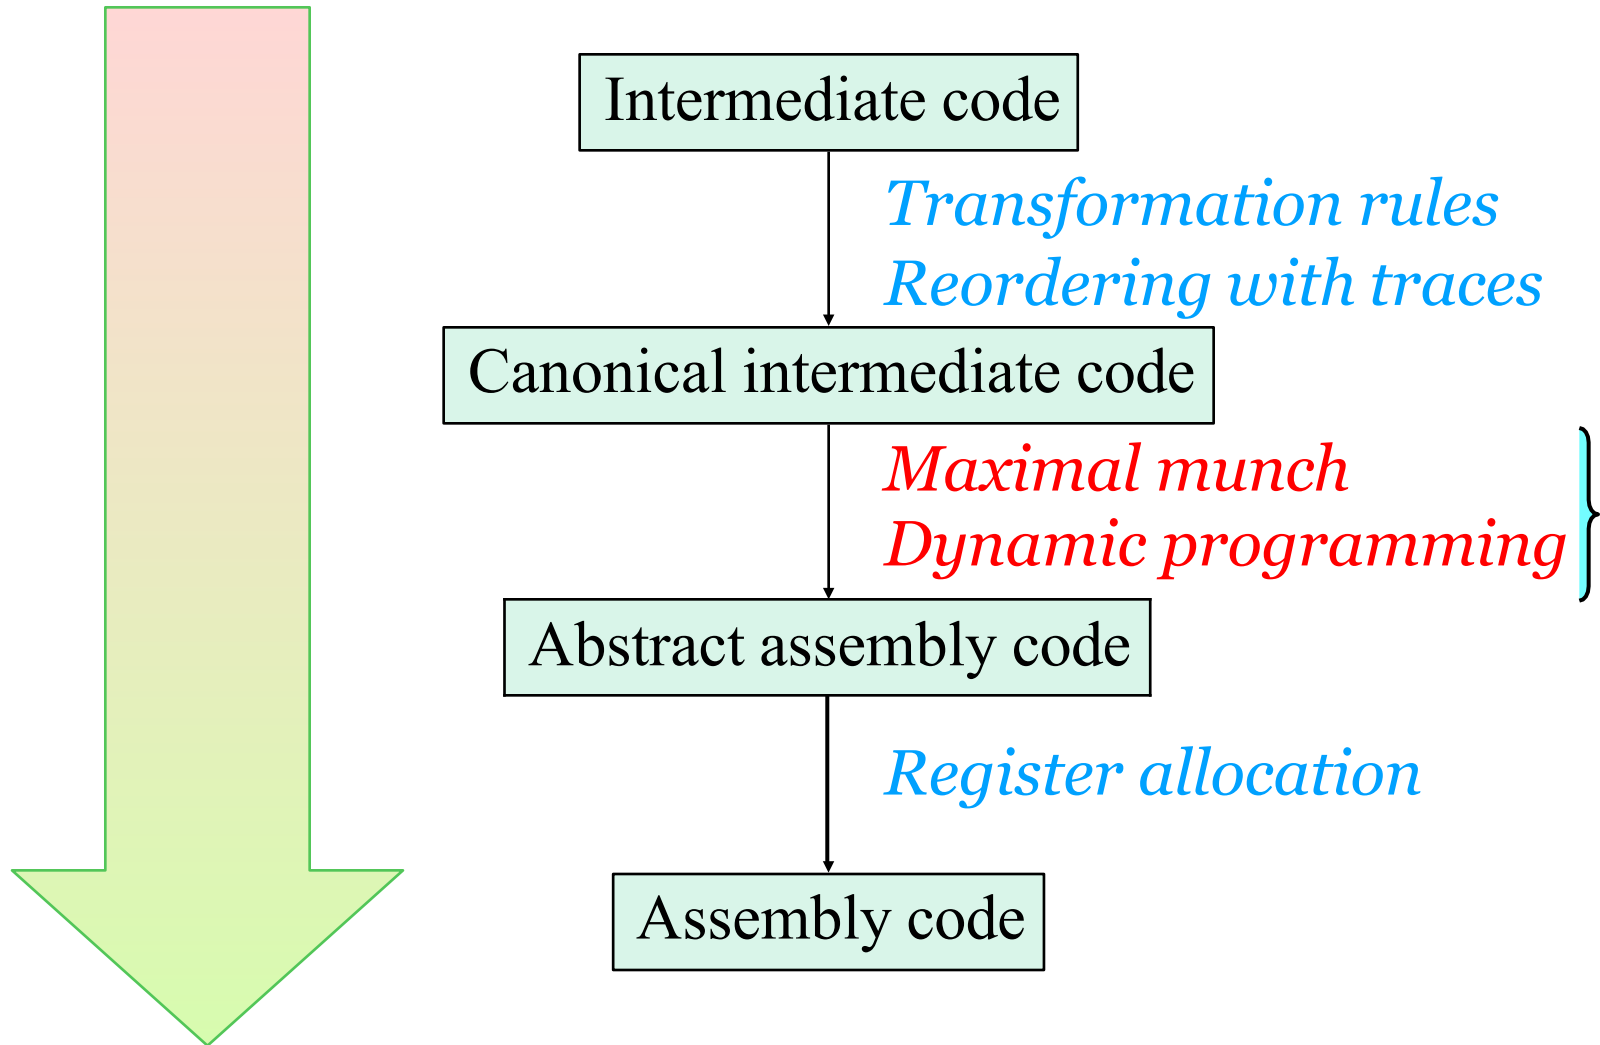 Intermediate code
Transformation rules
Reordering with traces
Canonical intermediate code
Maximal munch
Dynamic programming
Abstract assembly code
Register allocation
Assembly code